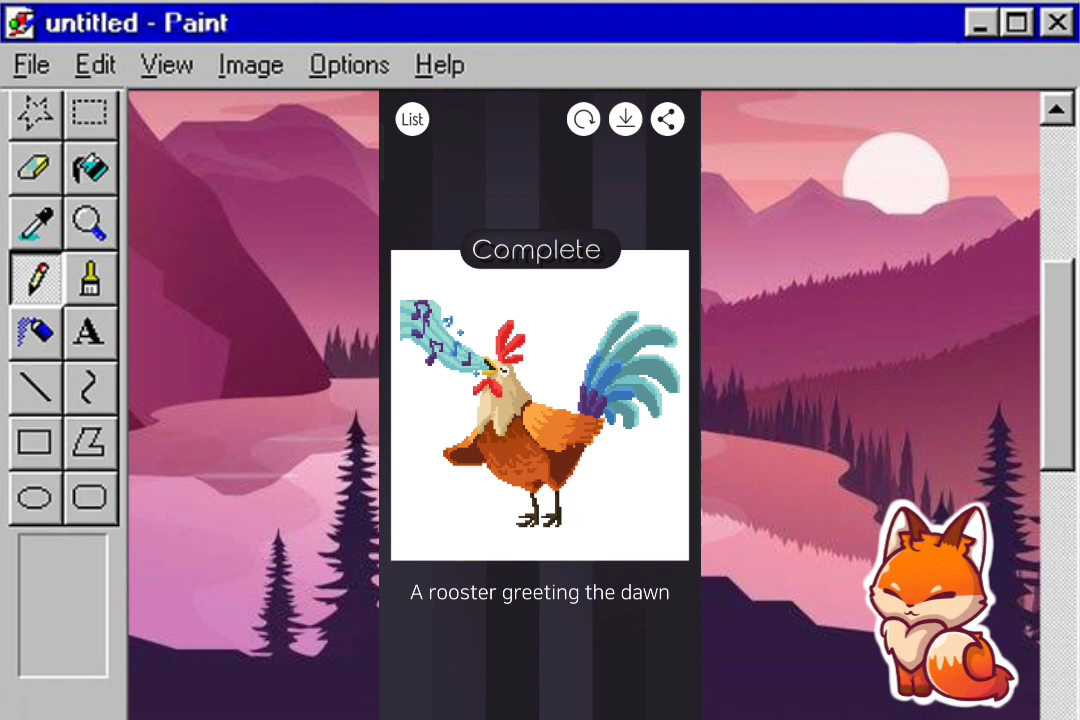 untitled - Paint
File Edit View Image Options Help
List
A
Complete
A rooster greeting the dawn